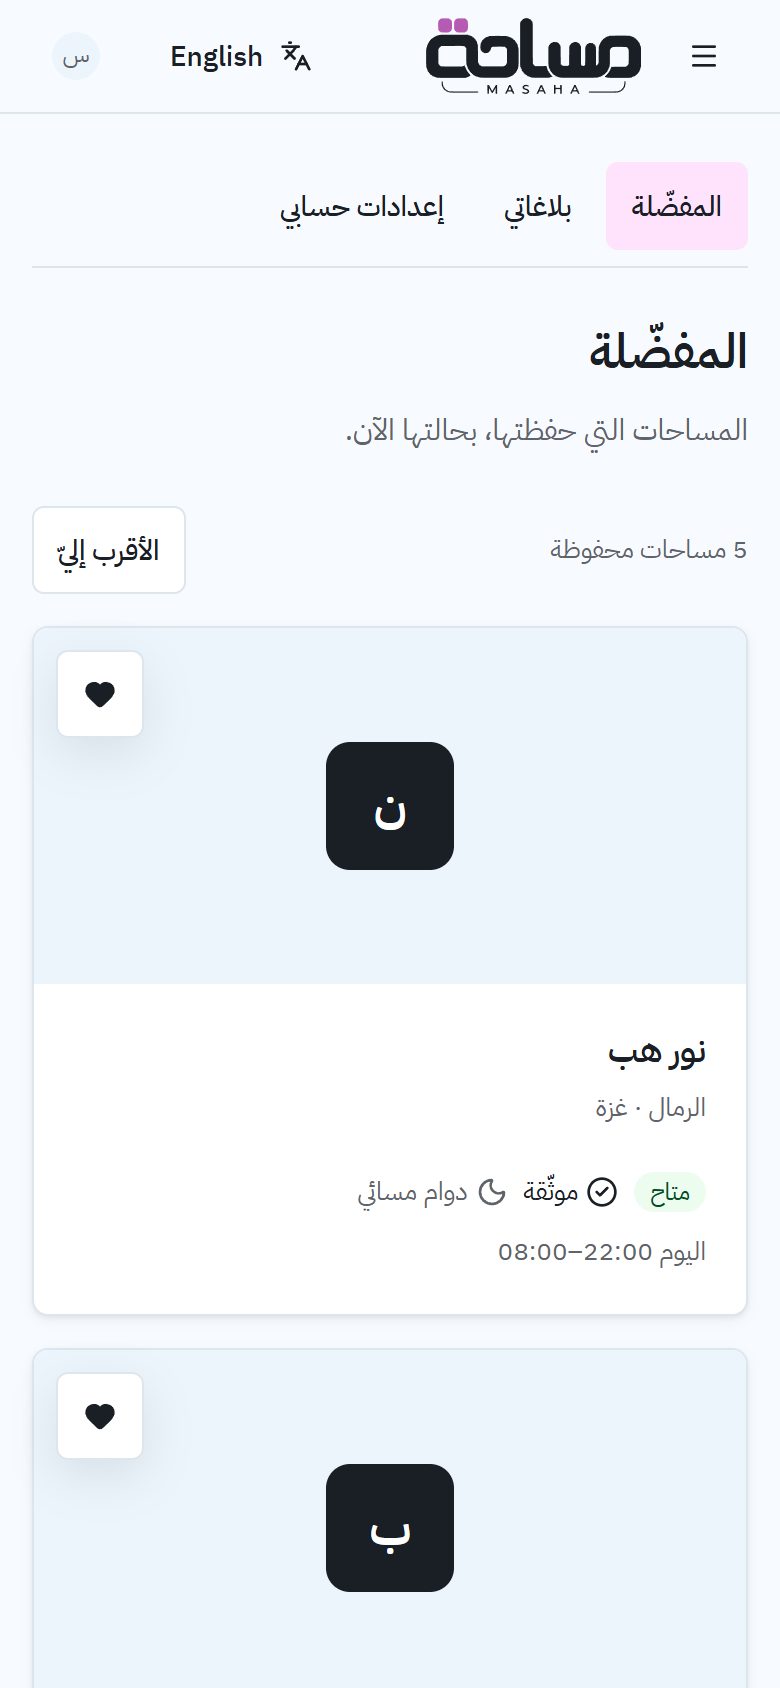 مساحة
MASAHA
English
س
المفضّلة
بلاغاتي
إعدادات حسابي
المفضّلة
المساحات التي حفظتها، بحالتها الآن.
5 مساحات محفوظة
الأقرب إليّ
ن
نور هب
الرمال · غزة
متاح
موثّقة
دوام مسائي
اليوم 08:00–22:00
ب